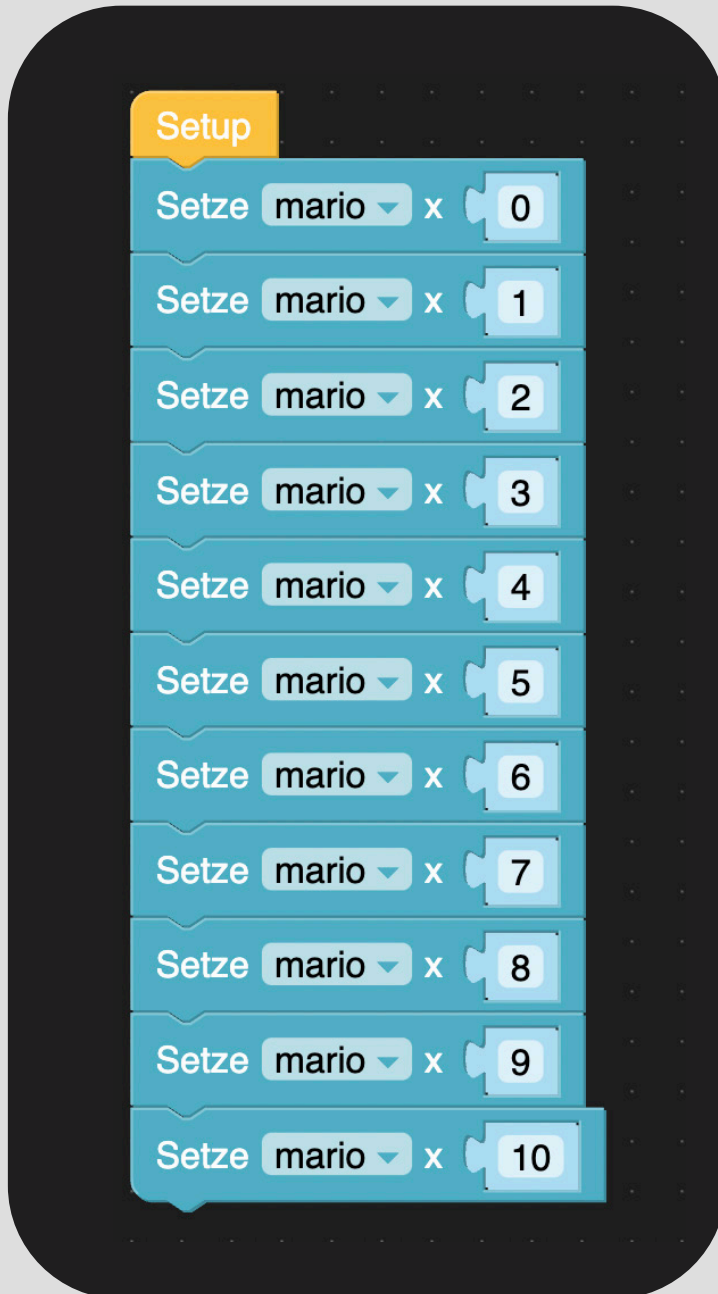 Setup
Setze mario x 0
Setze mario x 1
Setze mario x 2
Setze mario x 3
Setze mario x 4
Setze mario x 5
Setze mario x 6
Setze mario x 7
Setze mario x 8
Setze mario x 9
Setze mario x 10